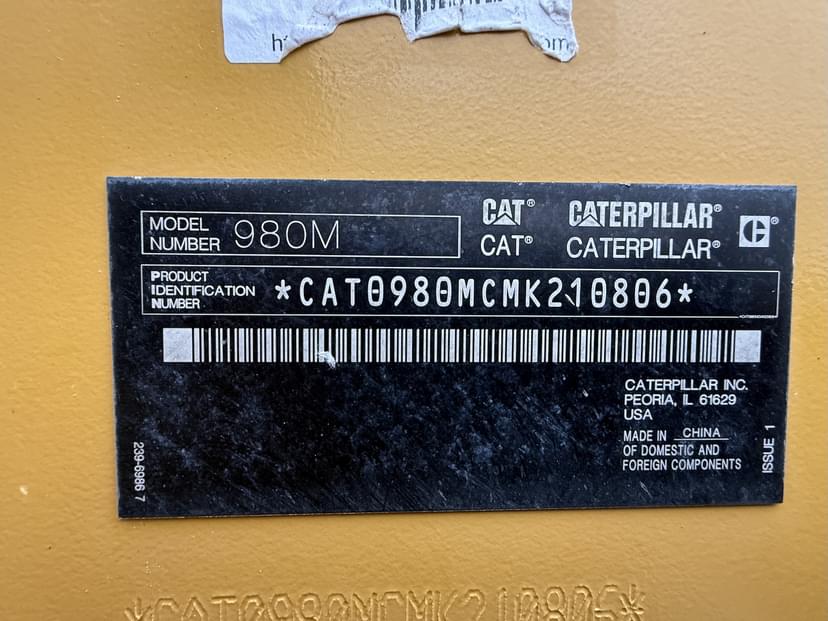 MODEL
NUMBER 980M
CAT® CATERPILLAR®
CAT® CATERPILLAR®
PRODUCT
IDENTIFICATION
NUMBER
*CAT0980MCMK210806*
CATERPILLAR INC.
PEORIA, IL 61629
USA
MADE IN CHINA
OF DOMESTIC AND
FOREIGN COMPONENTS
ISSUE 1
239-6986 7
*CAT0980MCMK210806*